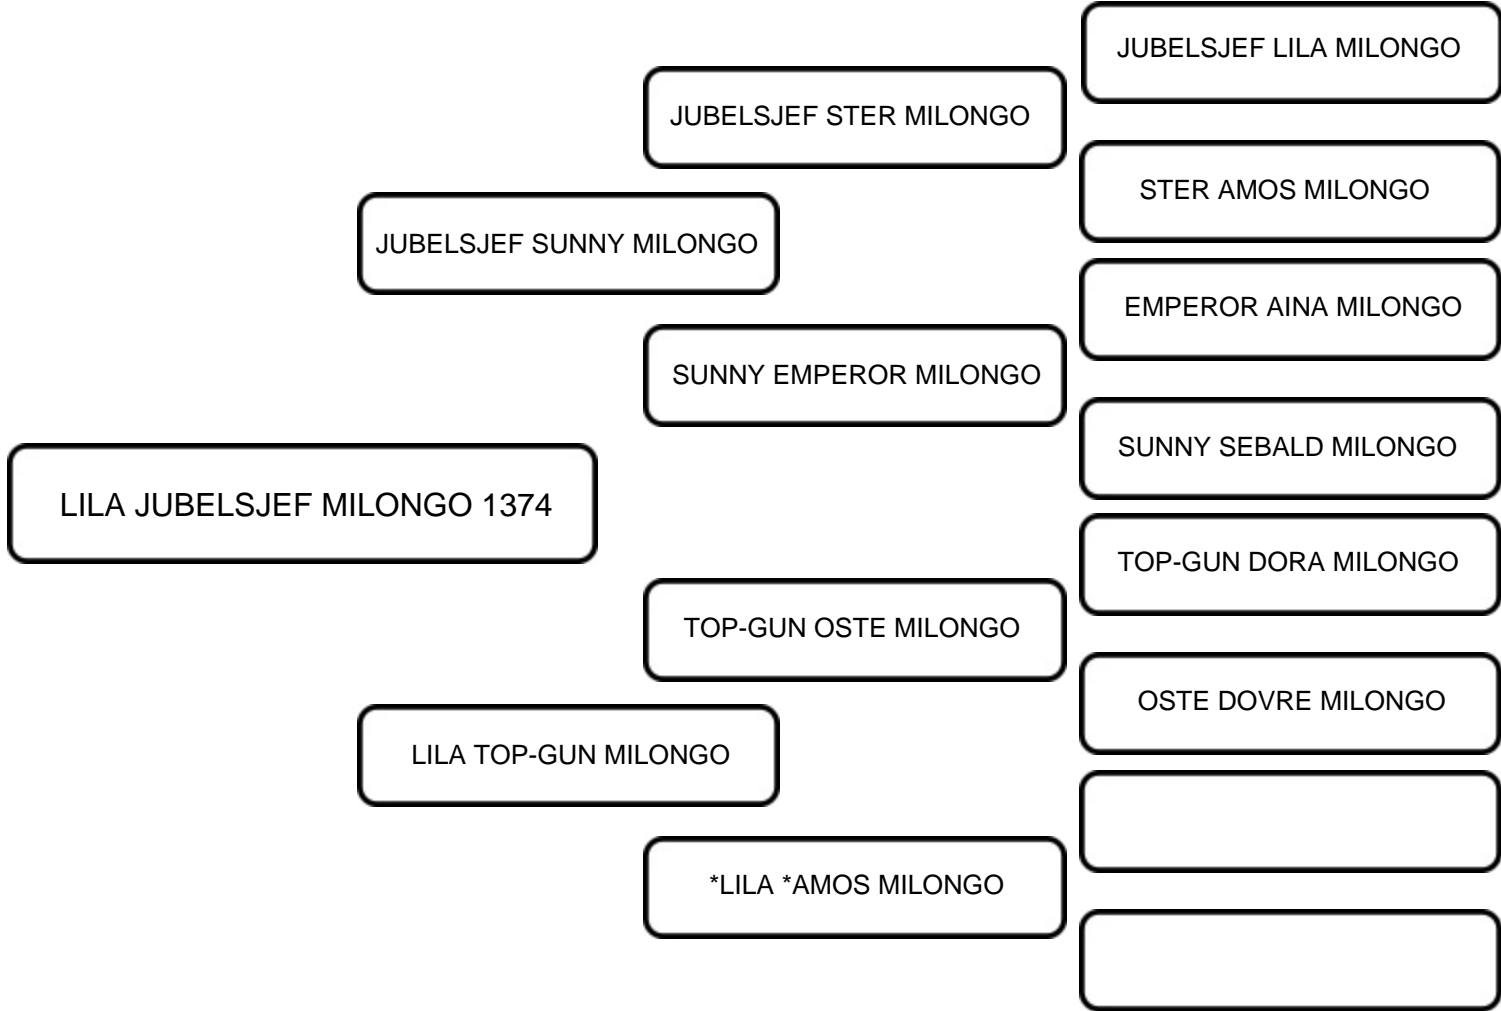 JUBELSJEF LILA MILONGO
JUBELSJEF STER MILONGO
STER AMOS MILONGO
JUBELSJEF SUNNY MILONGO
EMPEROR AINA MILONGO
SUNNY EMPEROR MILONGO
SUNNY SEBALD MILONGO
LILA JUBELSJEF MILONGO 1374
TOP-GUN DORA MILONGO
TOP-GUN OSTE MILONGO
OSTE DOVRE MILONGO
LILA TOP-GUN MILONGO
*LILA *AMOS MILONGO